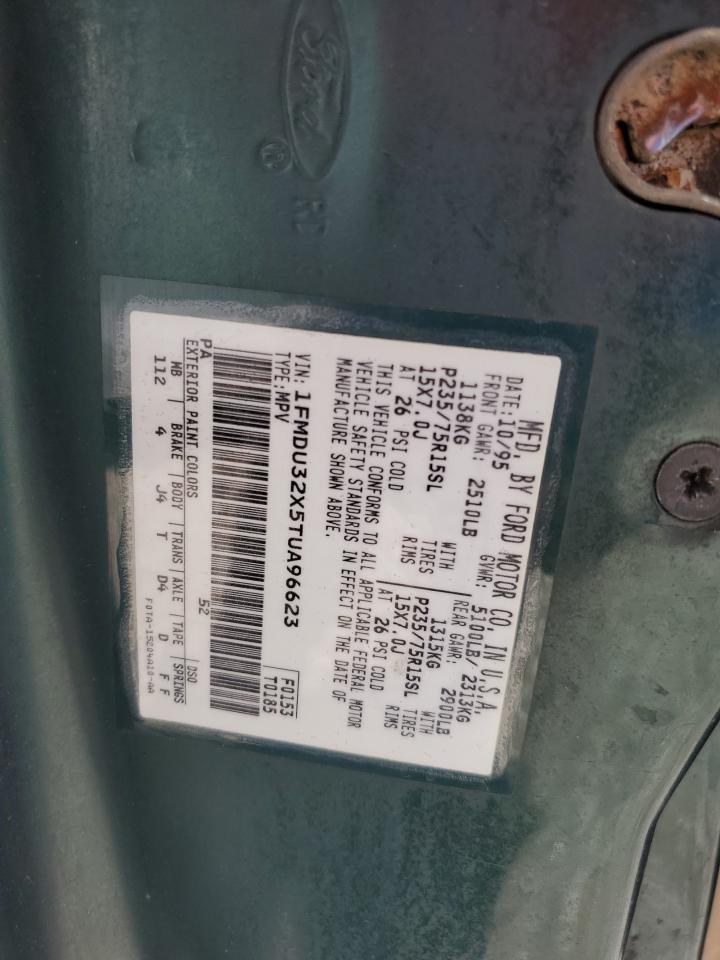 Ford
®
MFD. BY FORD MOTOR CO. IN U.S.A.
DATE: 10/95 GVWR: 5100LB/ 2313KG
FRONT GAWR: 2510LB REAR GAWR: 2900LB
1138KG WITH 1315KG WITH
P235/75R15SL TIRES P235/75R15SL TIRES
15X7.0J RIMS 15X7.0J RIMS
AT 26 PSI COLD AT 26 PSI COLD
THIS VEHICLE CONFORMS TO ALL APPLICABLE FEDERAL MOTOR
VEHICLE SAFETY STANDARDS IN EFFECT ON THE DATE OF
MANUFACTURE SHOWN ABOVE.
VIN: 1FMDU32X5TUA96623 F0153
TYPE: MPV T0185
PA 52
EXTERIOR PAINT COLORS DSO
WB BRAKE BODY TRANS AXLE TAPE SPRINGS
112 4 J4 T D4 D F F
F0TA-15204A10-AA